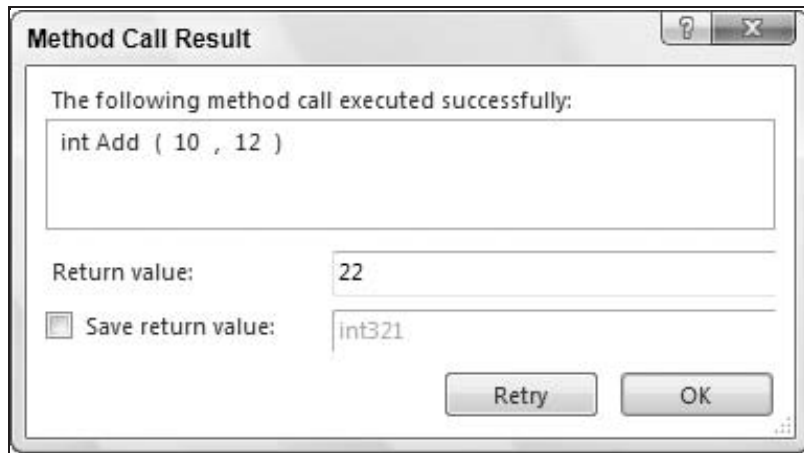 Method Call Result
The following method call executed successfully:
int Add ( 10 , 12 )
Return value: 22
Save return value: int321
Retry OK